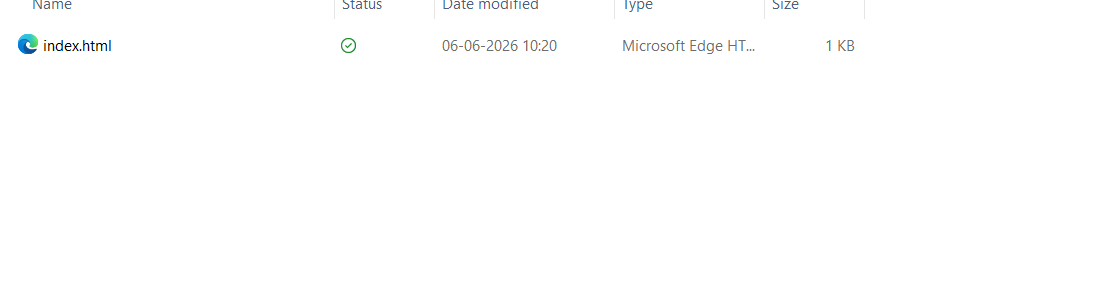 Name Status Date modified Type Size
index.html 06-06-2026 10:20 Microsoft Edge HT... 1 KB